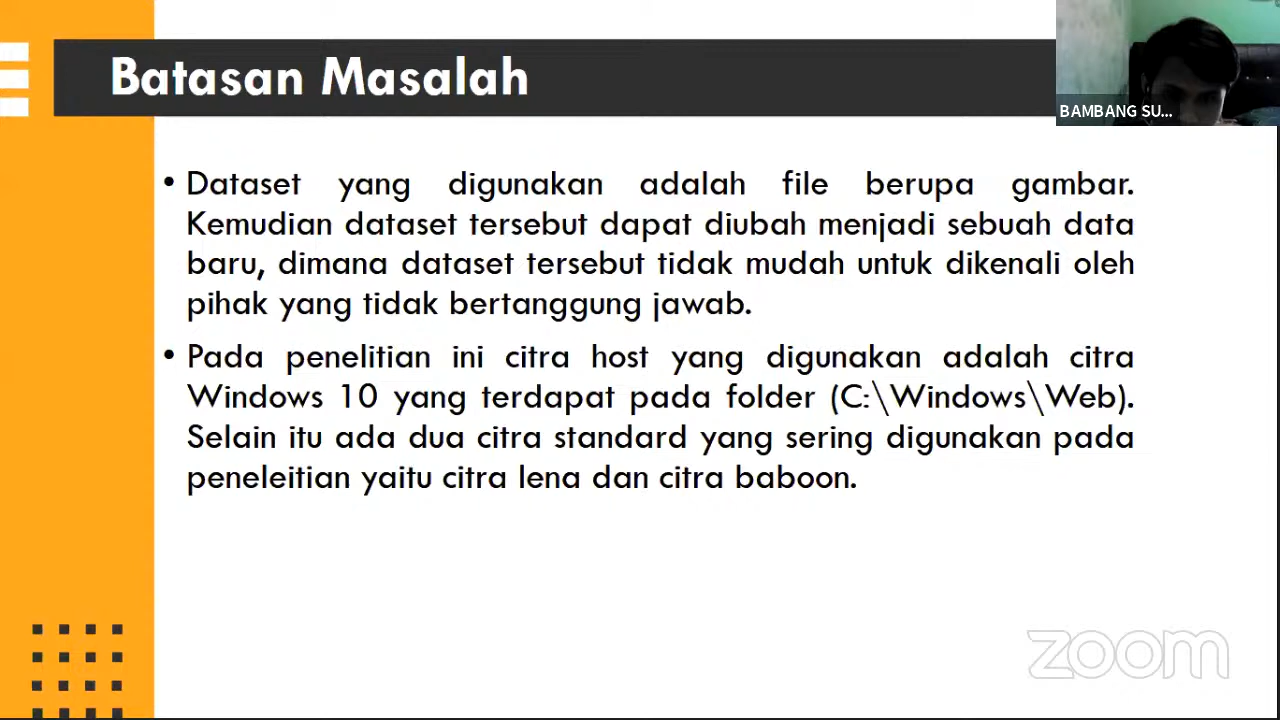 Batasan Masalah
BAMBANG SU...
• Dataset yang digunakan adalah file berupa gambar.
Kemudian dataset tersebut dapat diubah menjadi sebuah data
baru, dimana dataset tersebut tidak mudah untuk dikenali oleh
pihak yang tidak bertanggung jawab.
• Pada penelitian ini citra host yang digunakan adalah citra
Windows 10 yang terdapat pada folder (C:\Windows\Web).
Selain itu ada dua citra standard yang sering digunakan pada
peneleitian yaitu citra lena dan citra baboon.
zoom